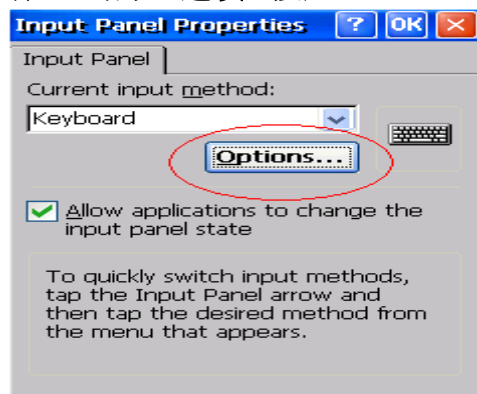 Input Panel Properties ? OK ×
Input Panel
Current input method:
Keyboard
Options...
Allow applications to change the
input panel state
To quickly switch input methods,
tap the Input Panel arrow and
then tap the desired method from
the menu that appears.